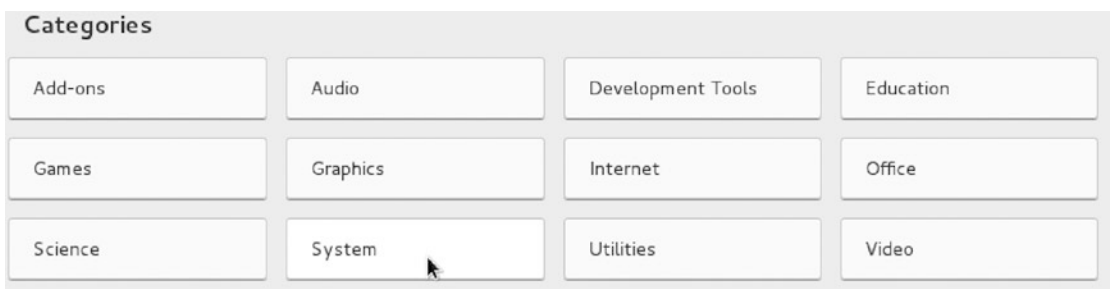 Categories
Add-ons
Audio
Development Tools
Education
Games
Graphics
Internet
Office
Science
System
Utilities
Video